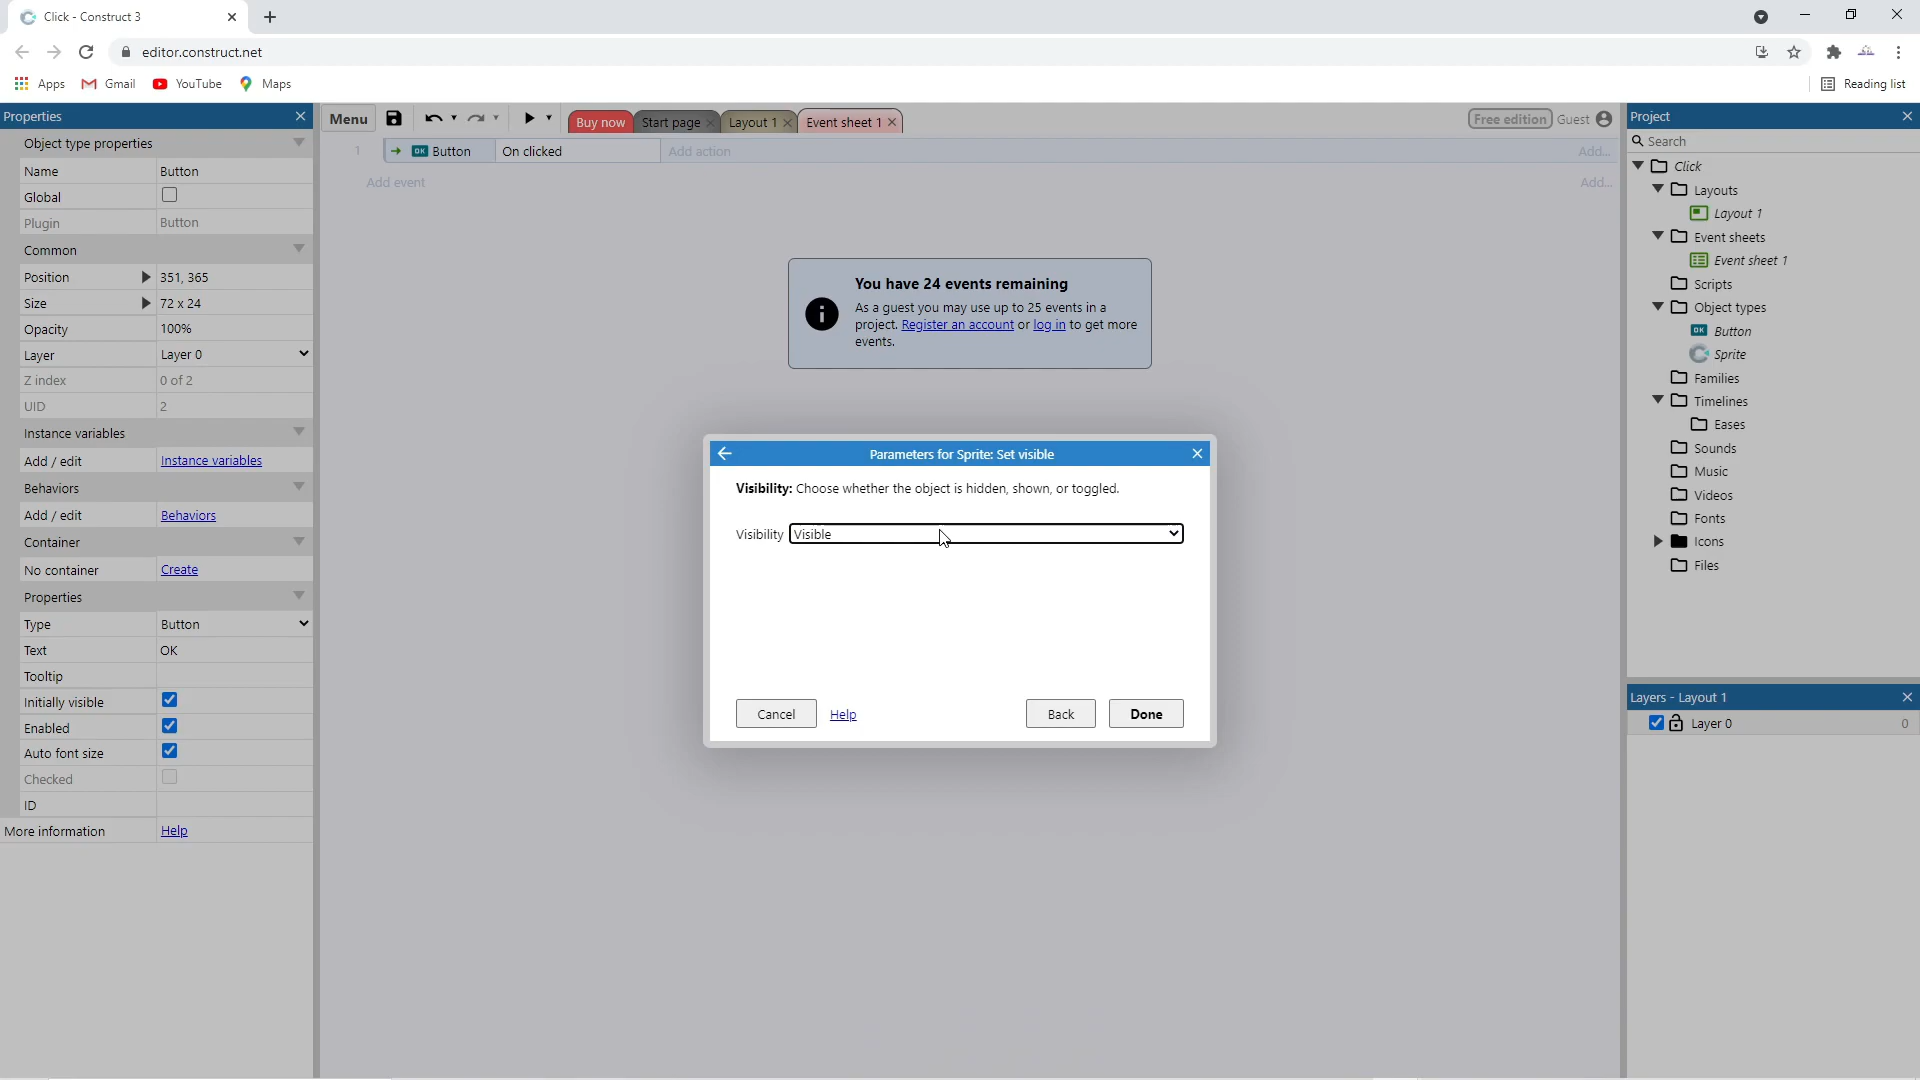 Click - Construct 3
editor.construct.net
Apps Gmail YouTube Maps Reading list
Properties
Object type properties
Name Button
Global
Plugin Button
Common
Position 351, 365
Size 72 x 24
Opacity 100%
Layer Layer 0
Z index 0 of 2
UID 2
Instance variables
Add / edit Instance variables
Behaviors
Add / edit Behaviors
Container
No container Create
Properties
Type Button
Text OK
Tooltip
Initially visible
Enabled
Auto font size
Checked
ID
More information Help
Menu Buy now Start page Layout 1 Event sheet 1 Free edition Guest
1 OK Button On clicked Add action Add...
Add event Add...
You have 24 events remaining
As a guest you may use up to 25 events in a
project. Register an account or log in to get more
events.
Parameters for Sprite: Set visible
Visibility: Choose whether the object is hidden, shown, or toggled.
Visibility Visible
Cancel Help Back Done
Project
Search
Click
Layouts
Layout 1
Event sheets
Event sheet 1
Scripts
Object types
OK Button
Sprite
Families
Timelines
Eases
Sounds
Music
Videos
Fonts
Icons
Files
Layers - Layout 1
Layer 0 0